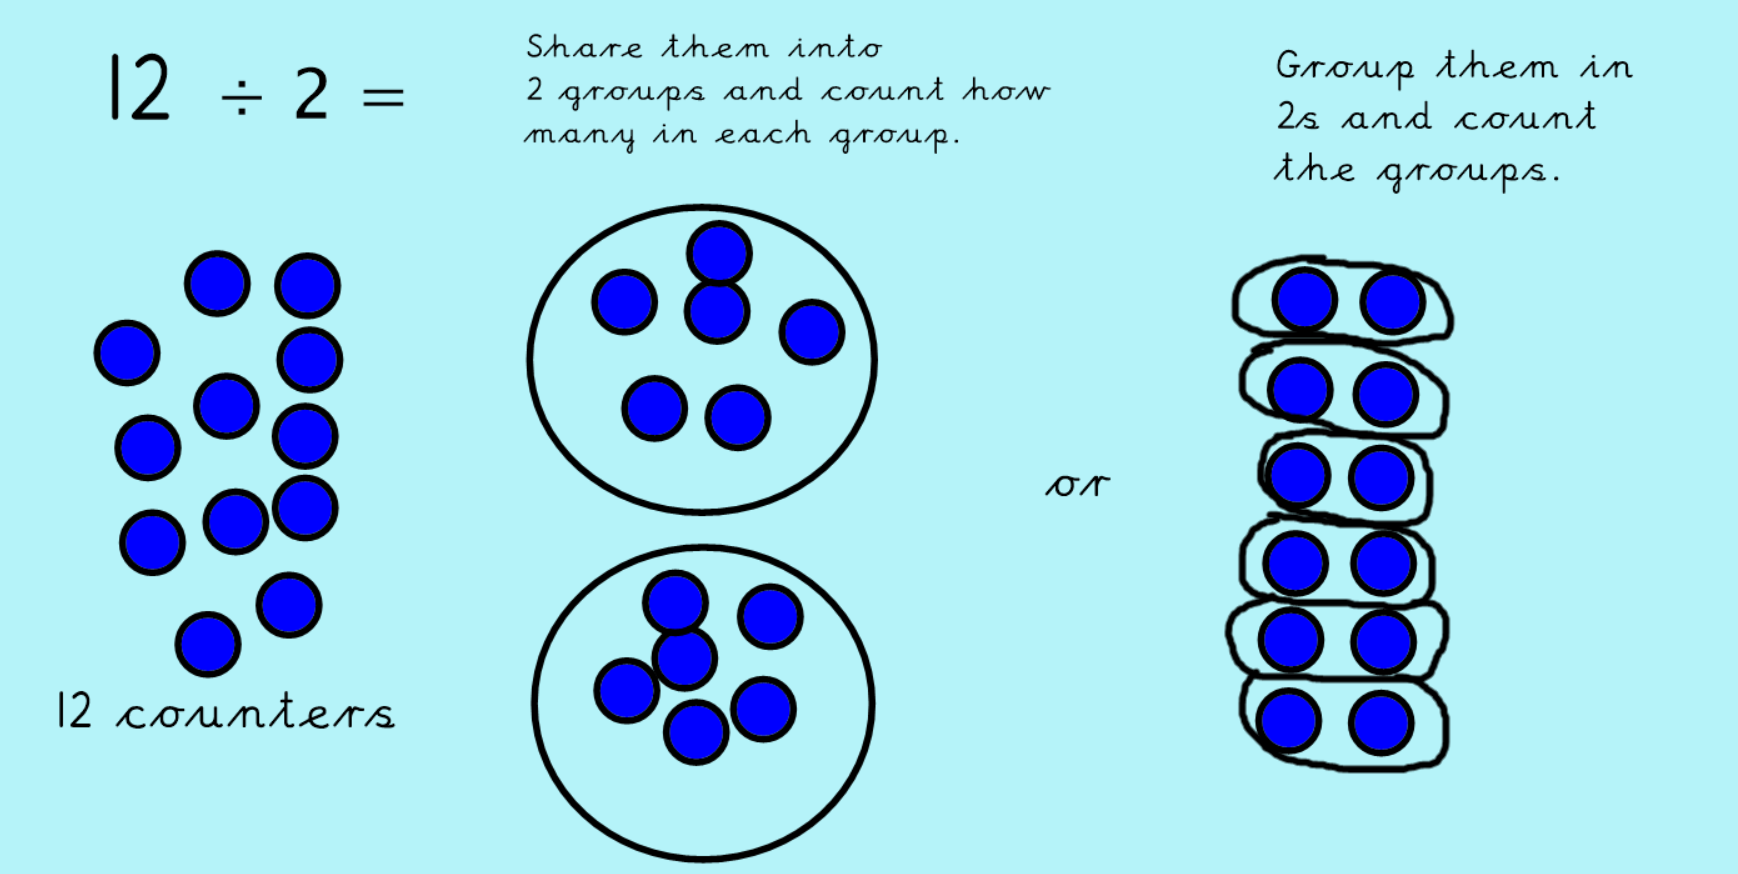 12 ÷ 2 =
Share them into
2 groups and count how
many in each group.
Group them in
2s and count
the groups.
or
12 counters